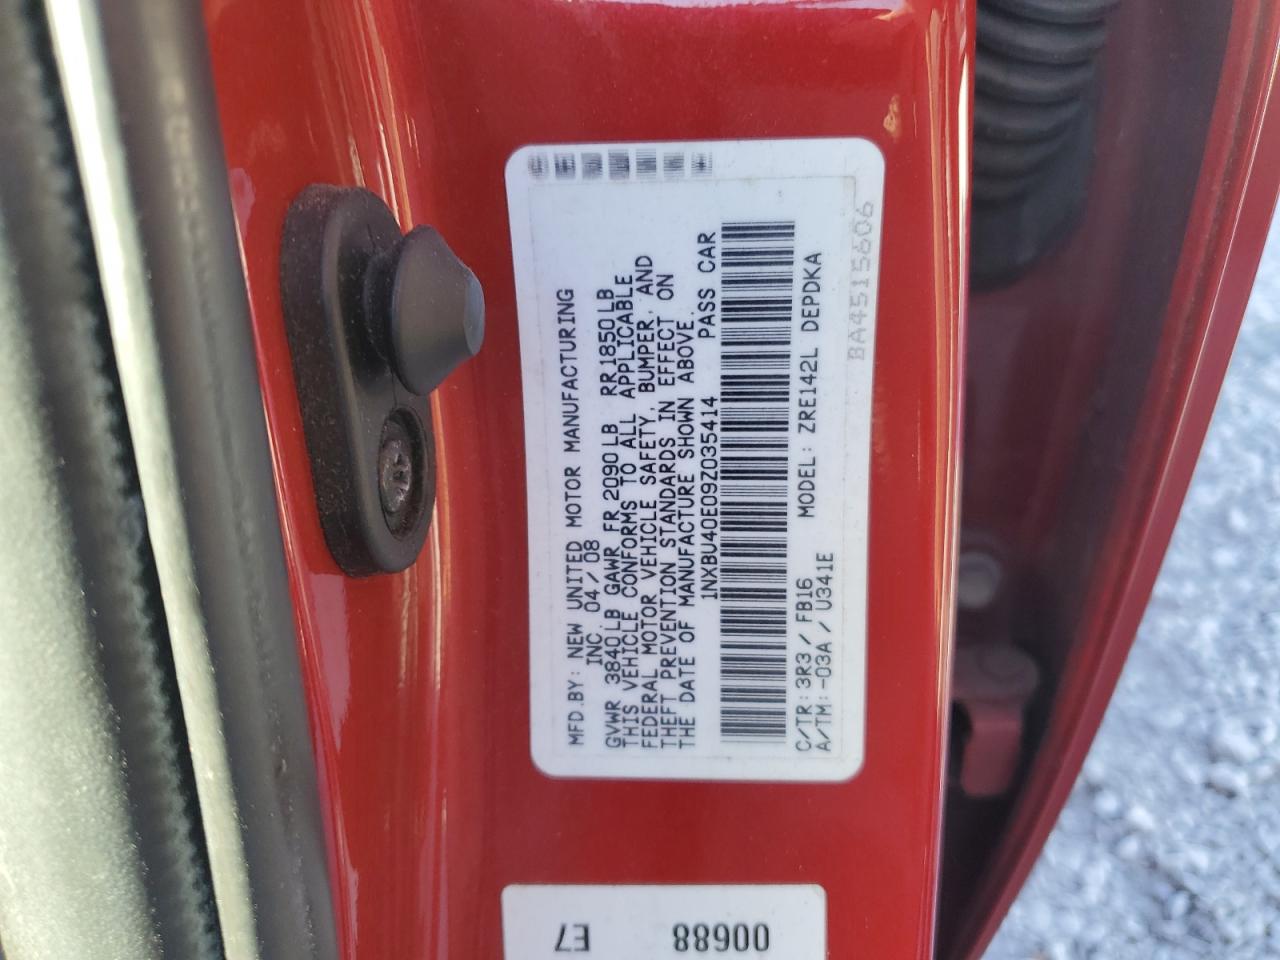 MFD.BY: NEW UNITED MOTOR MANUFACTURING
INC. 04/08
GVWR 3840LB GAWR FR 2090LB RR 1850LB
THIS VEHICLE CONFORMS TO ALL APPLICABLE
FEDERAL MOTOR VEHICLE SAFETY, BUMPER, AND
THEFT PREVENTION STANDARDS IN EFFECT ON
THE DATE OF MANUFACTURE SHOWN ABOVE.
1NXBU40E09Z035414 PASS CAR
C/TR: 3R3 / FB16 MODEL: ZRE142L DEPDKA
A/TM: -03A / U341E
BA4515606
00688
E7